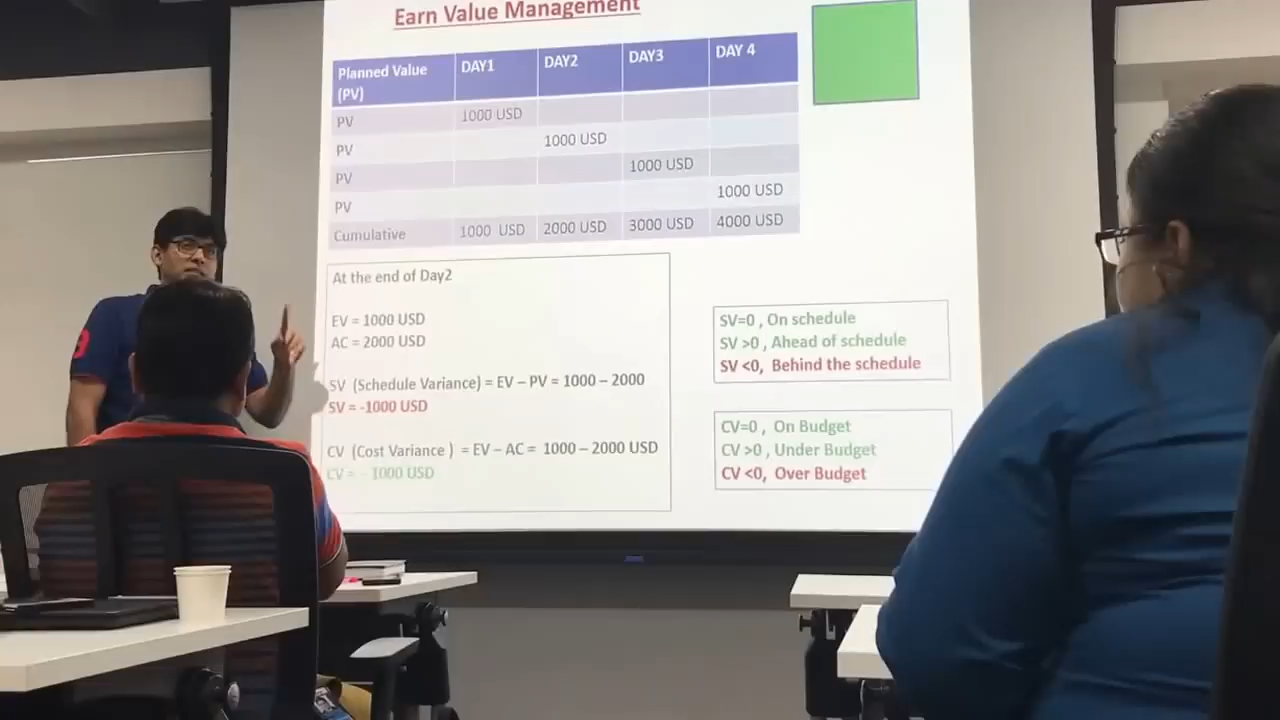 Earn Value Management
Planned Value (PV) DAY1 DAY2 DAY3 DAY 4
PV 1000 USD
PV 1000 USD
PV 1000 USD
PV 1000 USD
Cumulative 1000 USD 2000 USD 3000 USD 4000 USD
At the end of Day2
EV = 1000 USD
AC = 2000 USD
SV (Schedule Variance) = EV – PV = 1000 – 2000
SV = -1000 USD
CV (Cost Variance ) = EV – AC = 1000 – 2000 USD
CV = - 1000 USD
SV=0 , On schedule
SV >0 , Ahead of schedule
SV <0, Behind the schedule
CV=0 , On Budget
CV >0 , Under Budget
CV <0, Over Budget
3